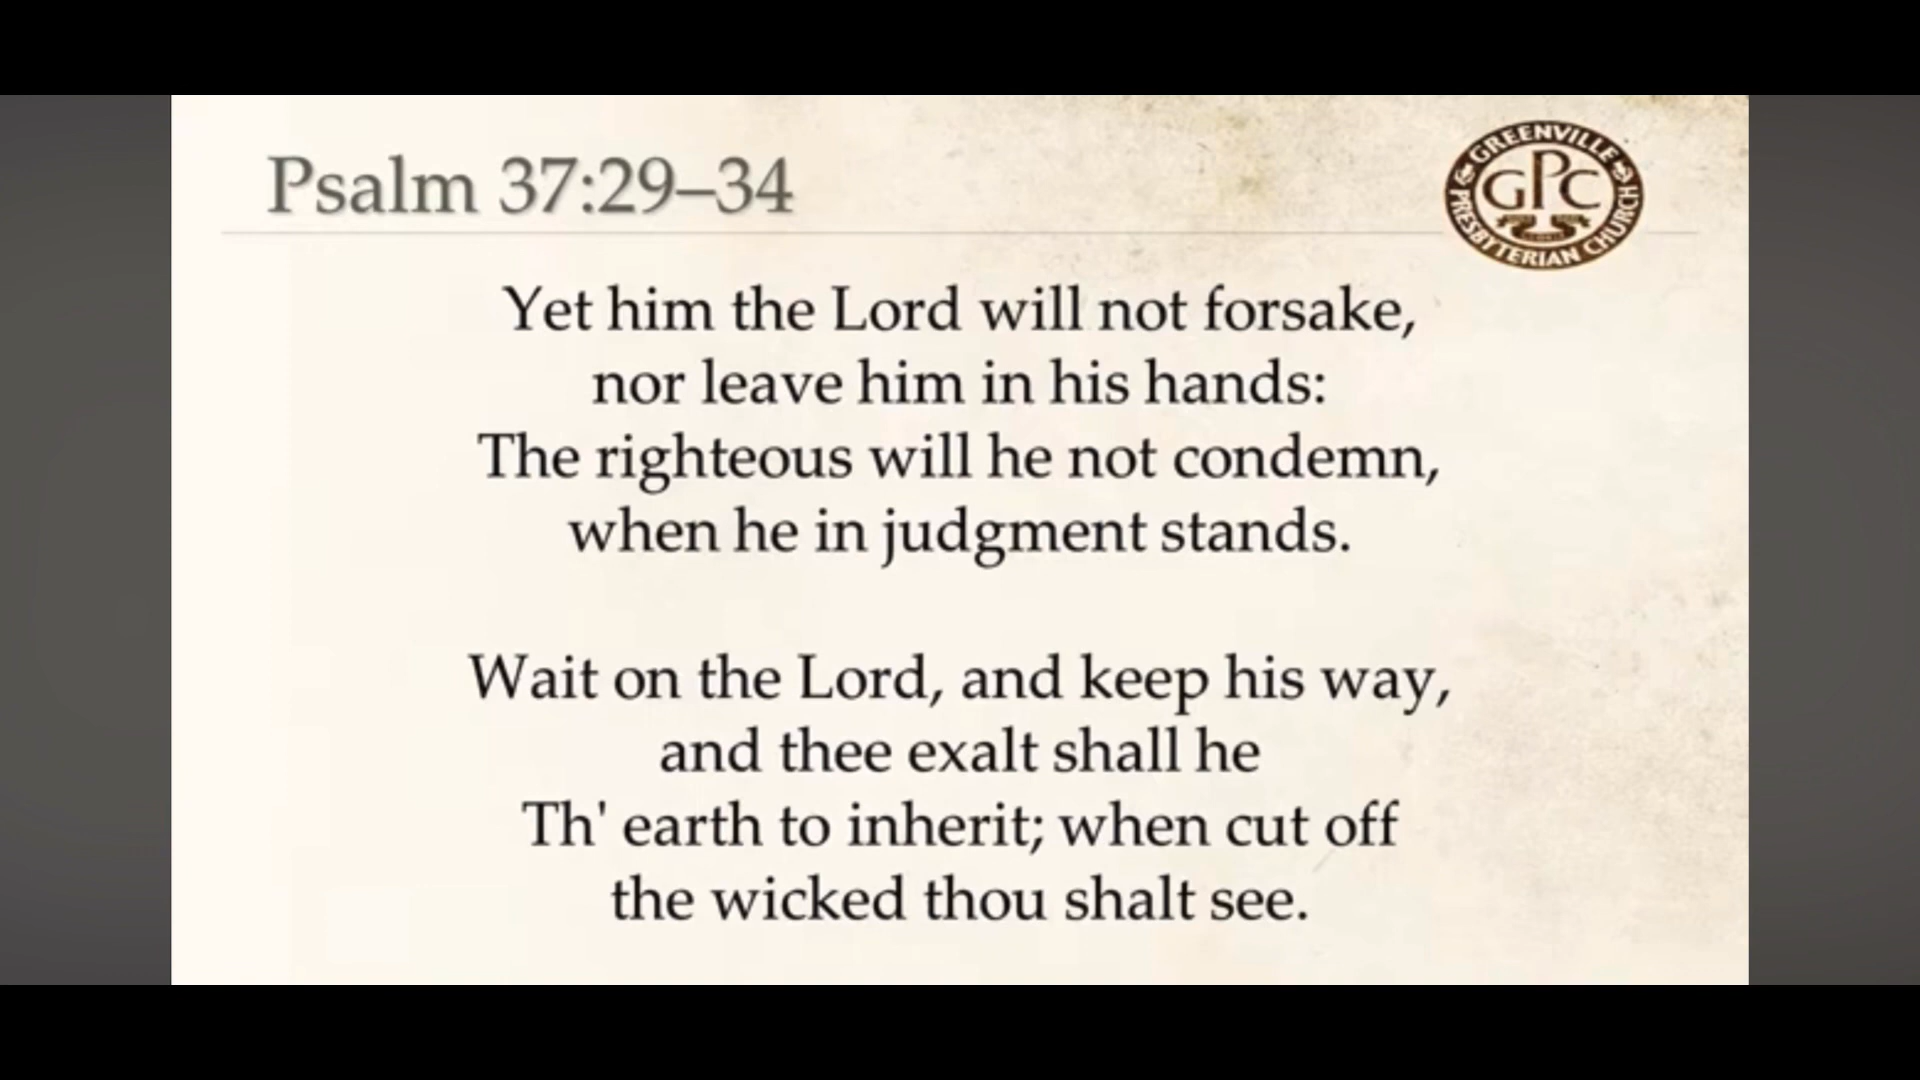 Psalm 37:29–34
GREENVILLE
GPC
PRESBYTERIAN CHURCH
Yet him the Lord will not forsake,
nor leave him in his hands:
The righteous will he not condemn,
when he in judgment stands.
Wait on the Lord, and keep his way,
and thee exalt shall he
Th' earth to inherit; when cut off
the wicked thou shalt see.